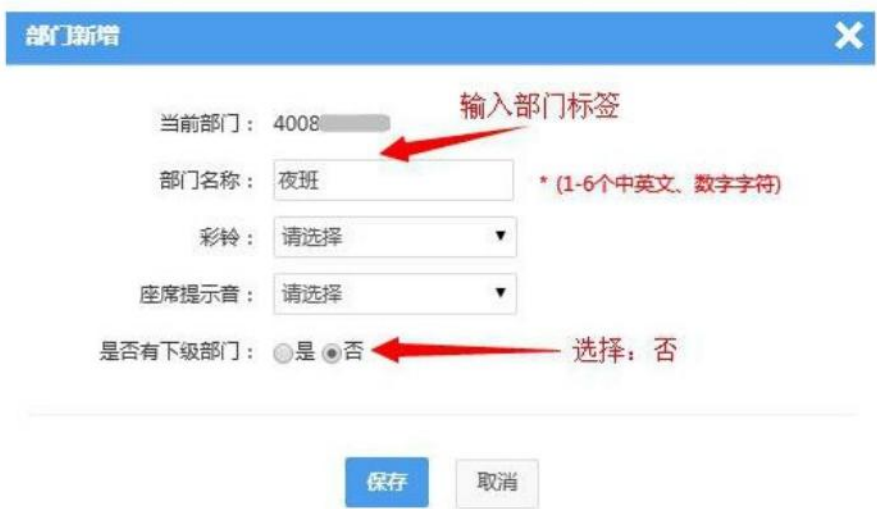 部门新增
输入部门标签
当前部门： 4008
部门名称： 夜班 * (1-6个中英文、数字字符)
彩铃： 请选择
座席提示音： 请选择
是否有下级部门： 是 否 选择：否
保存 取消